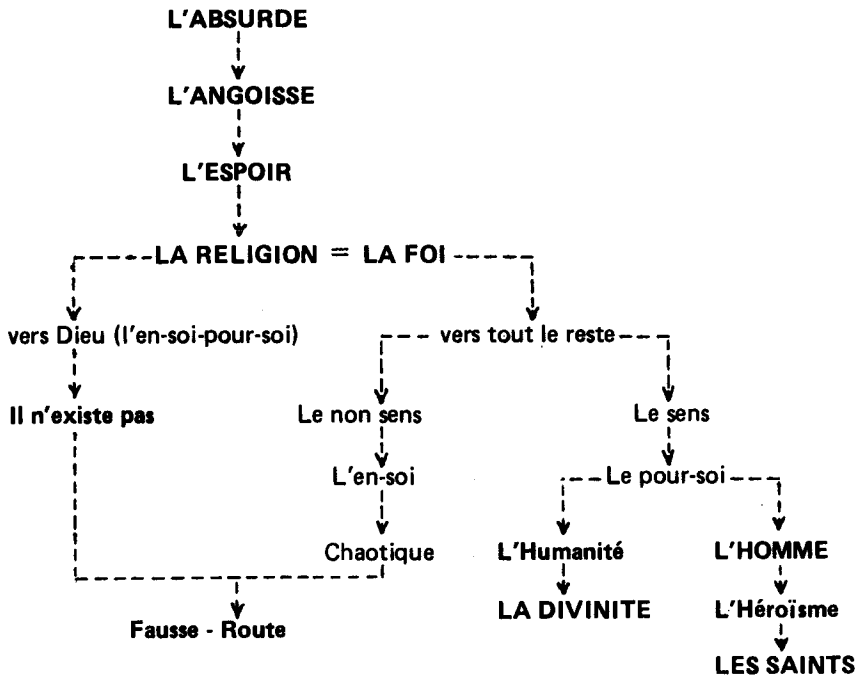 L'ABSURDE
L'ANGOISSE
L'ESPOIR
LA RELIGION = LA FOI
vers Dieu (l'en-soi-pour-soi)
vers tout le reste
Il n'existe pas
Le non sens
Le sens
L'en-soi
Le pour-soi
Chaotique
L'Humanité
L'HOMME
LA DIVINITE
L'Héroïsme
Fausse - Route
LES SAINTS